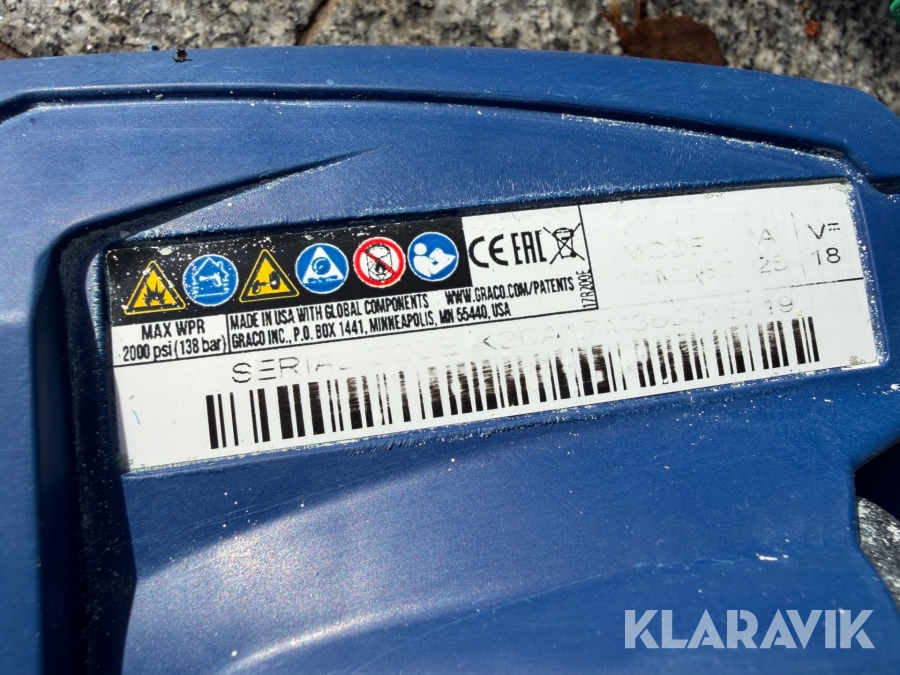 CE EAC
MAX WPR
2000 psi (138 bar)
MADE IN USA WITH GLOBAL COMPONENTS WWW.GRACO.COM/PATENTS
GRACO INC., P.O. BOX 1441, MINNEAPOLIS, MN 55440, USA
17R200E
A
25
V=
18
SERIAL
KLARAVIK